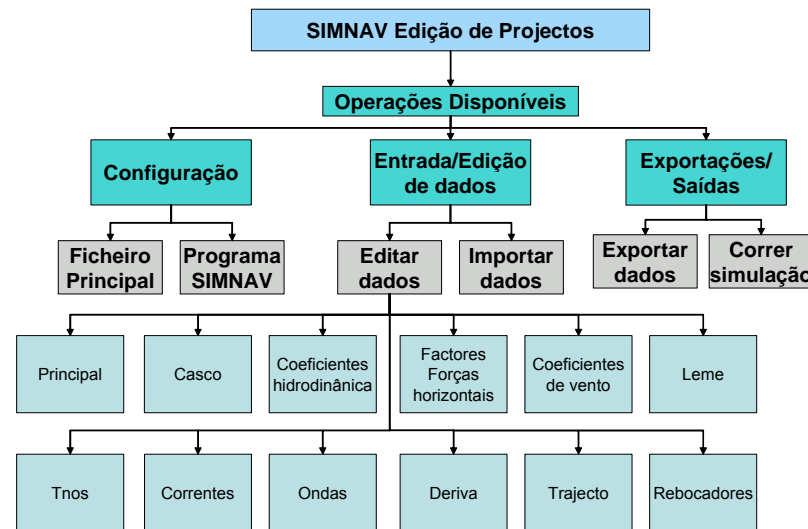 SIMNAV Edição de Projectos
Operações Disponíveis
Configuração
Entrada/Edição
de dados
Exportações/
Saídas
Ficheiro
Principal
Programa
SIMNAV
Editar
dados
Importar
dados
Exportar
dados
Correr
simulação
Principal
Casco
Coeficientes
hidrodinânica
Factores
Forças
horizontais
Coeficientes
de vento
Leme
Tnos
Correntes
Ondas
Deriva
Trajecto
Rebocadores